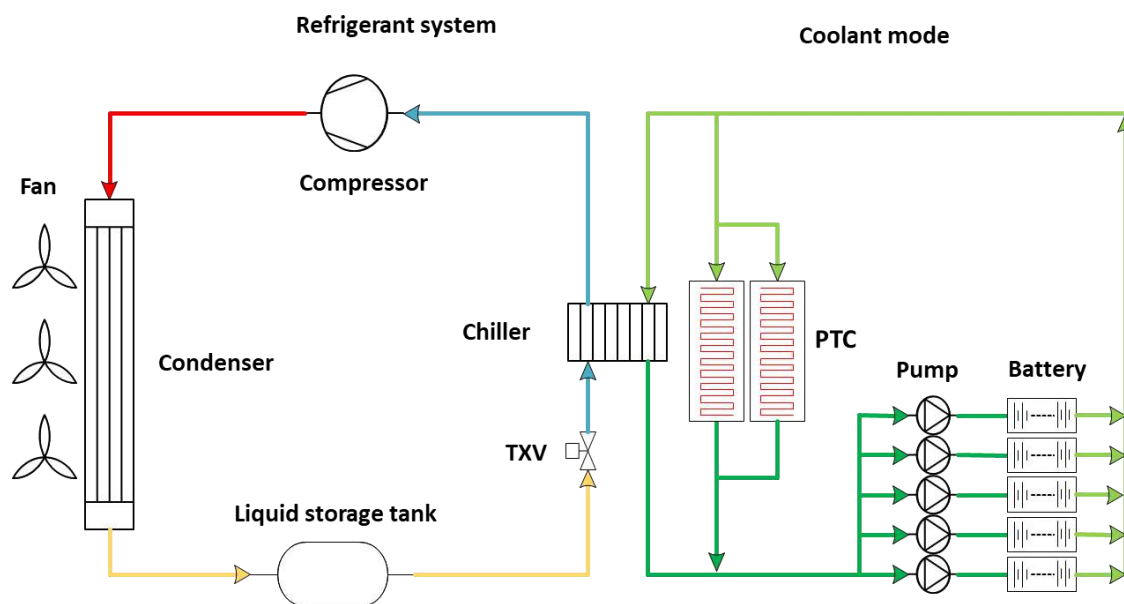 Refrigerant system
Coolant mode
Fan
Compressor
Chiller
PTC
Condenser
Pump
Battery
TXV
Liquid storage tank